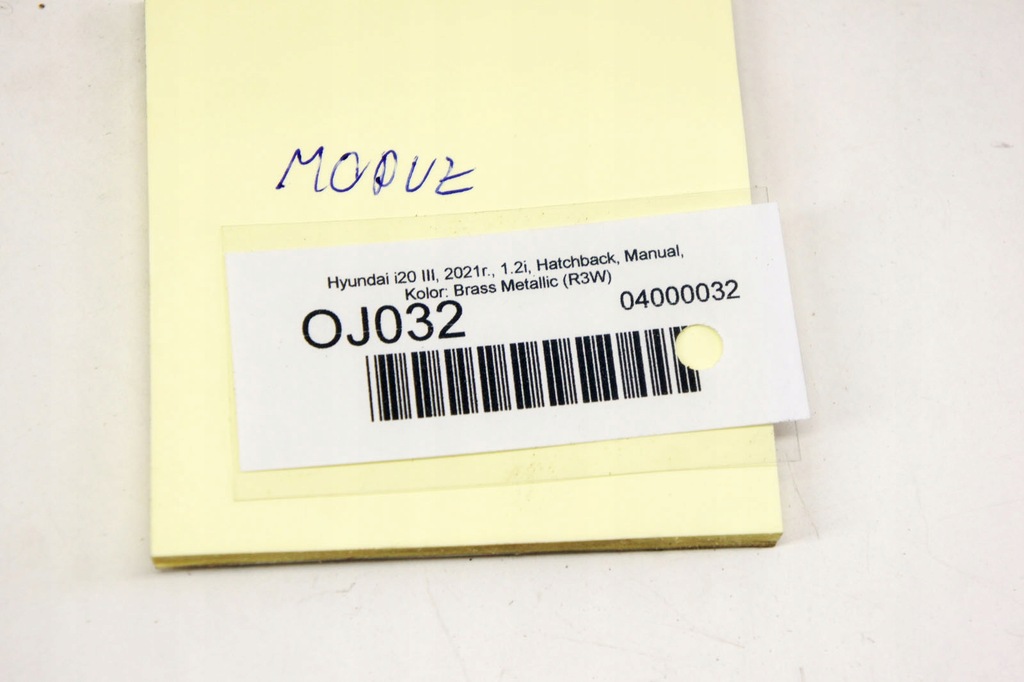 MODUŁ
Hyundai i20 III, 2021r., 1.2i, Hatchback, Manual,
Kolor: Brass Metallic (R3W)
OJ032
04000032